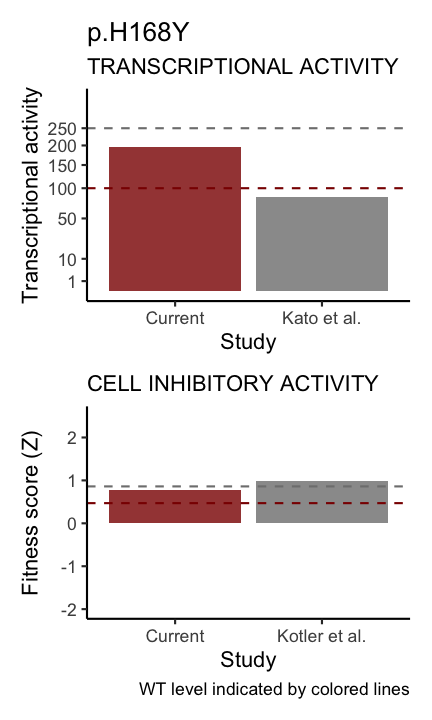 p.H168Y
TRANSCRIPTIONAL ACTIVITY
Transcriptional activity
250
200
150
100
50
10
1
Current
Kato et al.
Study
CELL INHIBITORY ACTIVITY
Fitness score (Z)
2
1
0
-1
-2
Current
Kotler et al.
Study
WT level indicated by colored lines